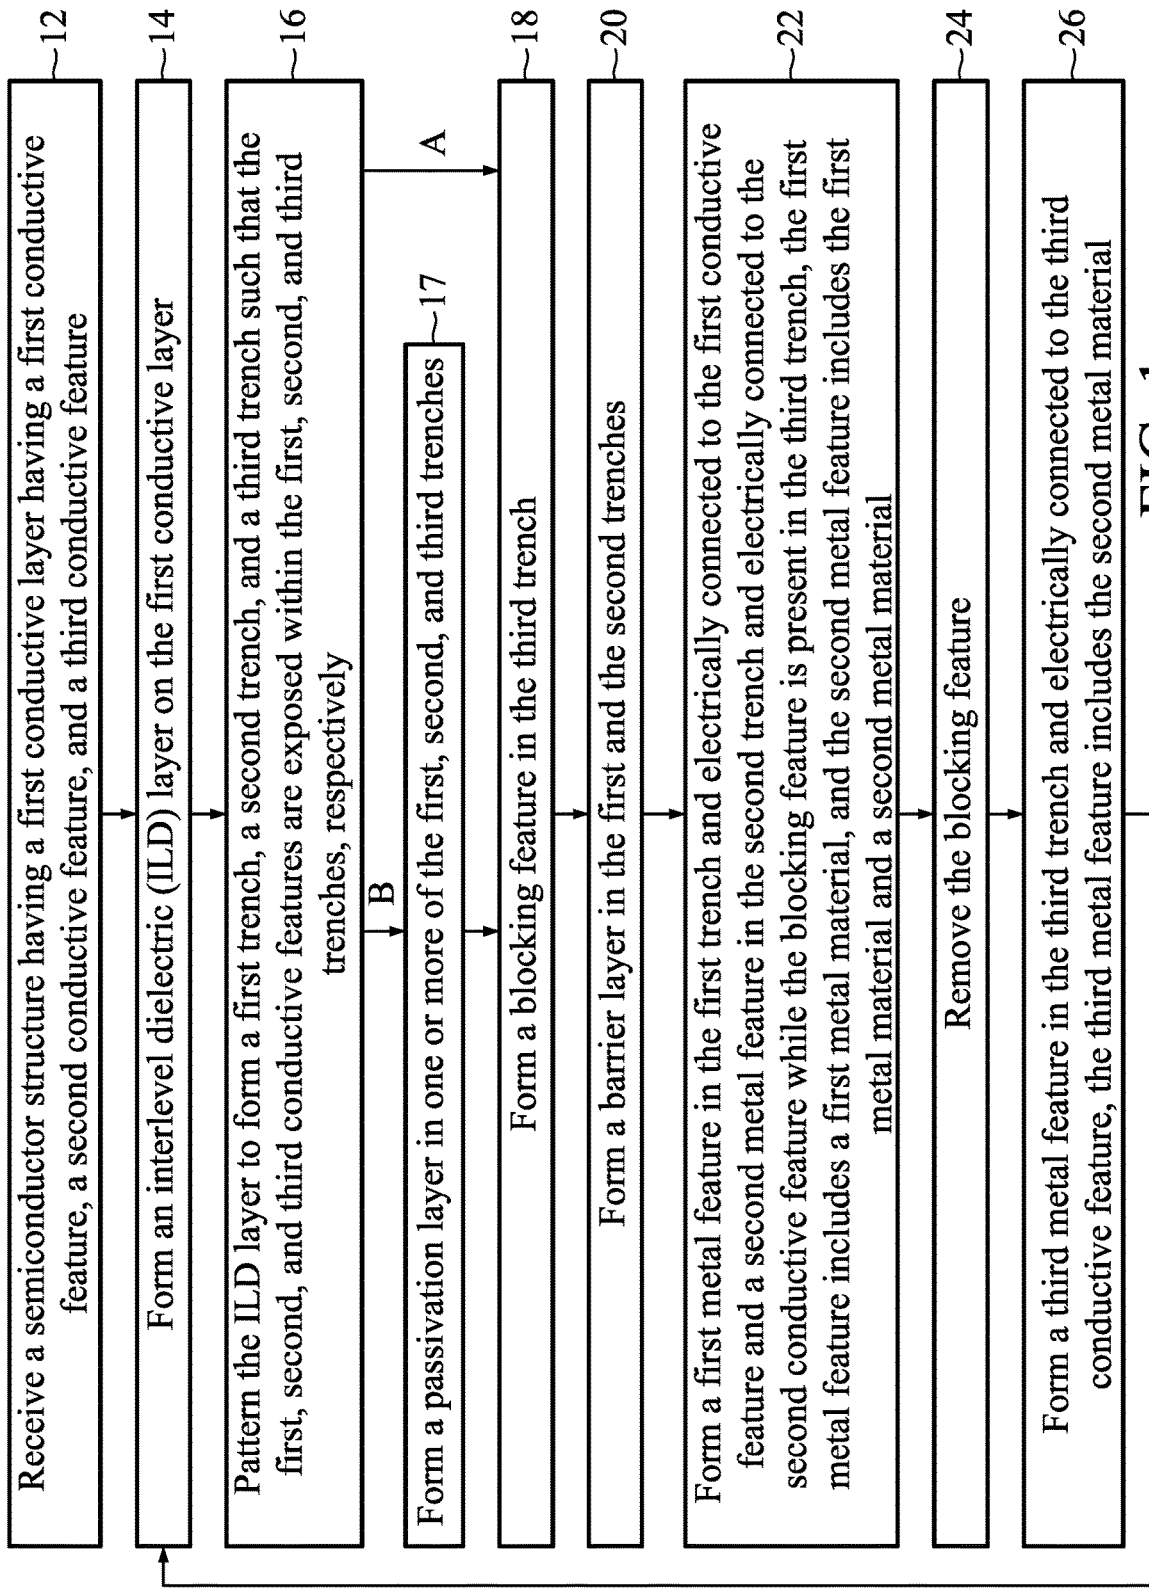 Receive a semiconductor structure having a first conductive layer having a first conductive
feature, a second conductive feature, and a third conductive feature
12
Form an interlevel dielectric (ILD) layer on the first conductive layer
14
Pattern the ILD layer to form a first trench, a second trench, and a third trench such that the
first, second, and third conductive features are exposed within the first, second, and third
trenches, respectively
16
B
A
Form a passivation layer in one or more of the first, second, and third trenches
17
Form a blocking feature in the third trench
18
Form a barrier layer in the first and the second trenches
20
Form a first metal feature in the first trench and electrically connected to the first conductive
feature and a second metal feature in the second trench and electrically connected to the
second conductive feature while the blocking feature is present in the third trench, the first
metal feature includes a first metal material, and the second metal feature includes the first
metal material and a second metal material
22
Remove the blocking feature
24
Form a third metal feature in the third trench and electrically connected to the third
conductive feature, the third metal feature includes the second metal material
26